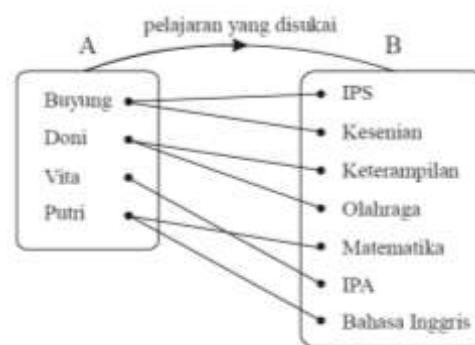 pelajaran yang disukai
A
B
Buyung
Doni
Vita
Putri
IPS
Kesenian
Keterampilan
Olahraga
Matematika
IPA
Bahasa Inggris